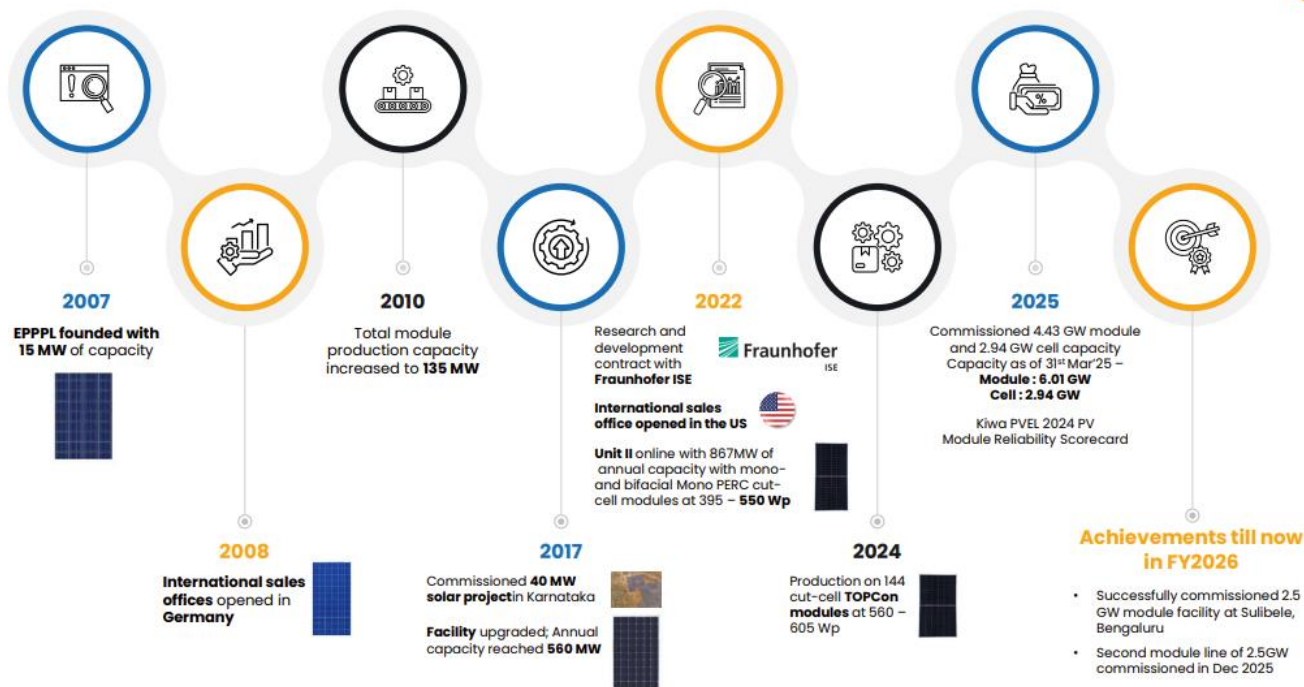 2007
EPPPL founded with
15 MW of capacity
2008
International sales
offices opened in
Germany
2010
Total module
production capacity
increased to 135 MW
2017
Commissioned 40 MW
solar projectin Karnataka
Facility upgraded; Annual
capacity reached 560 MW
2022
Research and
development
contract with
Fraunhofer ISE
Fraunhofer
ISE
International sales
office opened in the US
Unit II online with 867MW of
annual capacity with mono-
and bifacial Mono PERC cut-
cell modules at 395 – 550 Wp
2024
Production on 144
cut-cell TOPCon
modules at 560 –
605 Wp
2025
Commissioned 4.43 GW module
and 2.94 GW cell capacity
Capacity as of 31st Mar'25 –
Module : 6.01 GW
Cell : 2.94 GW
Kiwa PVEL 2024 PV
Module Reliability Scorecard
Achievements till now
in FY2026
• Successfully commissioned 2.5
GW module facility at Sulibele,
Bengaluru
• Second module line of 2.5GW
commissioned in Dec 2025
%